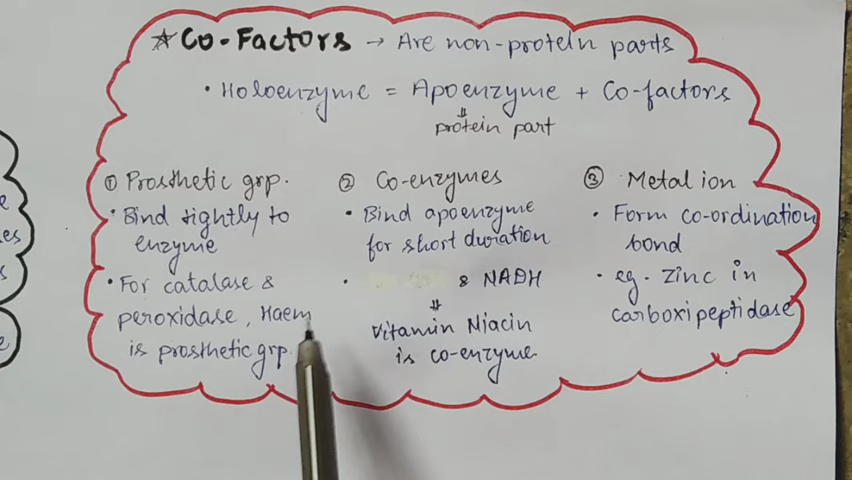 ☆ Co-Factors → Are non-protein parts
• Holoenzyme = Apoenzyme + Co-factors
protein part
① Prosthetic grp.
• Bind tightly to
enzyme
• For catalase &
peroxidase, Haem
is prosthetic grp.
② Co-enzymes
• Bind apoenzyme
for short duration
• & NADH
Vitamin Niacin
is co-enzyme
③ Metal ion
• Form co-ordination
bond
• eg. Zinc in
carboxipeptidase
e
es
s
e